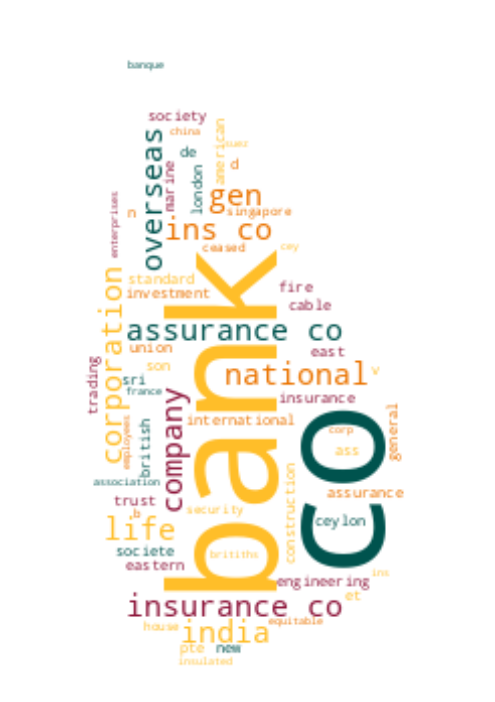 banque
society
china
suez
american
overseas
marine
de
london
d
enterprises
n
gen
singapore
ins co
ceased
cey
standard
investment
fire
cable
corporation
bank
assurance co
union
east
trading
son
national
v
sri
france
company
insurance
co
general
employees
british
international
corp
ass
association
assurance
trust
b
security
construction
ceylon
life
societe
britiths
eastern
engineering
ins
et
insurance co
equitable
house
india
pte
new
insulated